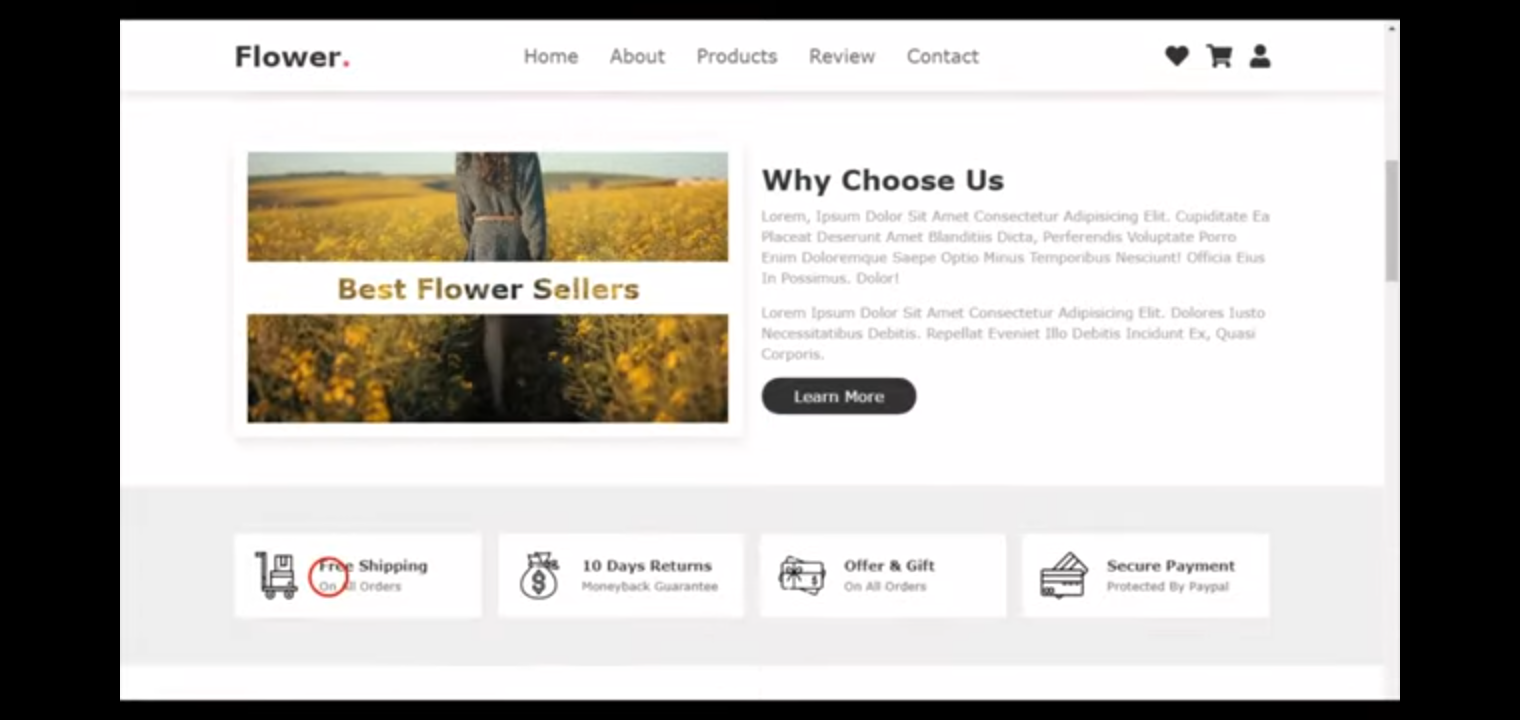 Flower.
Home About Products Review Contact
Best Flower Sellers
Why Choose Us
Lorem, Ipsum Dolor Sit Amet Consectetur Adipisicing Elit. Cupiditate Ea
Placeat Deserunt Amet Blanditiis Dicta, Perferendis Voluptate Porro
Enim Doloremque Saepe Optio Minus Temporibus Nesciunt! Officia Eius
In Possimus. Dolor!
Lorem Ipsum Dolor Sit Amet Consectetur Adipisicing Elit. Dolores Iusto
Necessitatibus Debitis. Repellat Eveniet Illo Debitis Incidunt Ex, Quasi
Corporis.
Learn More
Free Shipping
On All Orders
10 Days Returns
Moneyback Guarantee
Offer & Gift
On All Orders
Secure Payment
Protected By Paypal